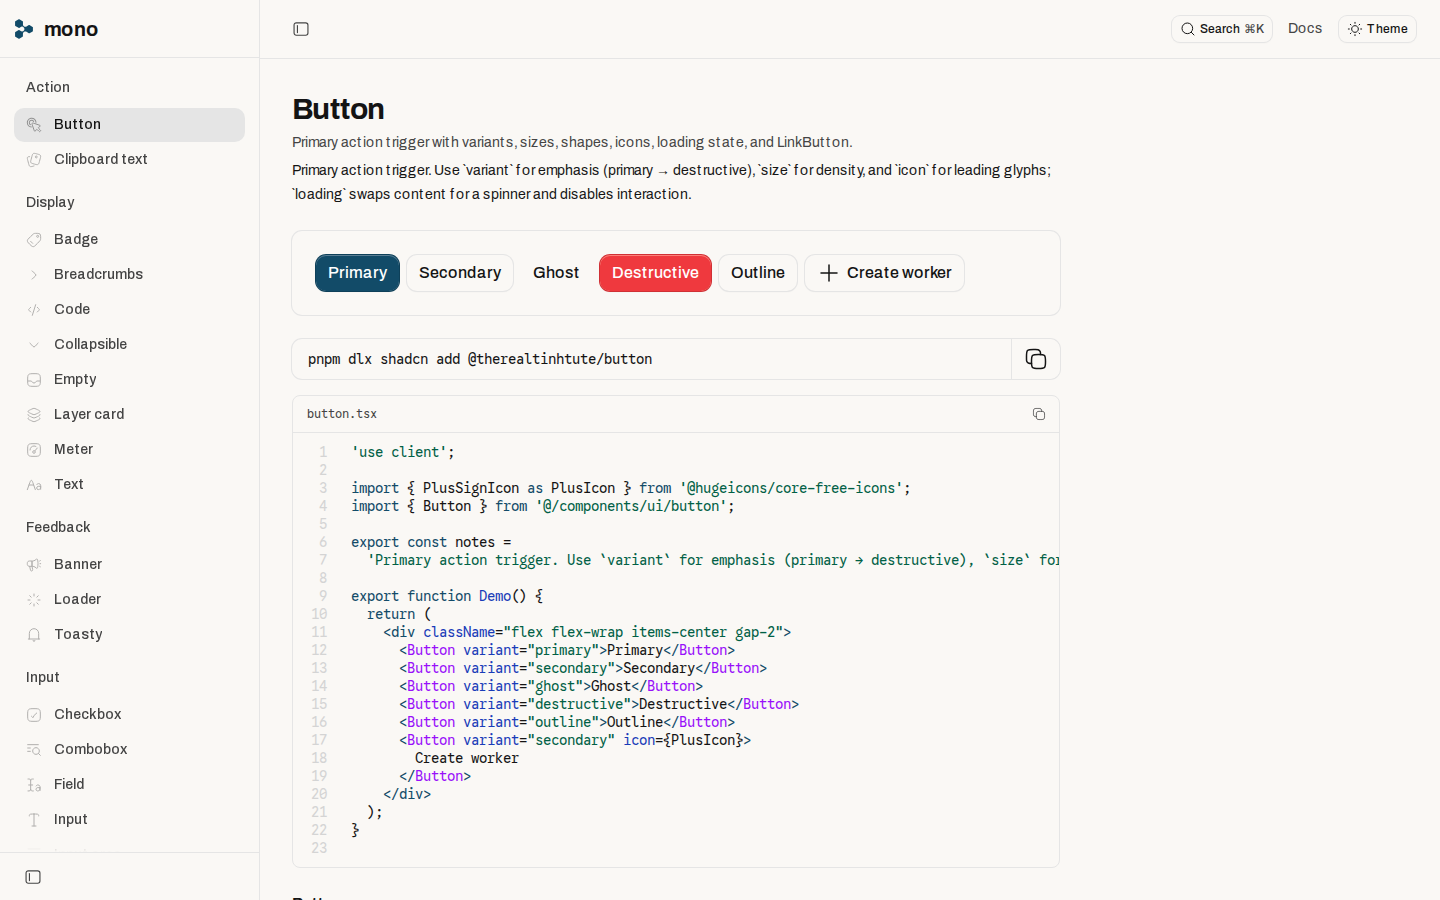 mono
Search ⌘K
Docs
Theme
Action
Button
Clipboard text
Display
Badge
Breadcrumbs
Code
Collapsible
Empty
Layer card
Meter
Text
Feedback
Banner
Loader
Toasty
Input
Checkbox
Combobox
Field
Input
Button
Primary action trigger with variants, sizes, shapes, icons, loading state, and LinkButton.
Primary action trigger. Use `variant` for emphasis (primary → destructive), `size` for density, and `icon` for leading glyphs;
`loading` swaps content for a spinner and disables interaction.
Primary
Secondary
Ghost
Destructive
Outline
Create worker
pnpm dlx shadcn add @therealtinhtute/button
button.tsx
1 'use client';
2
3 import { PlusSignIcon as PlusIcon } from '@hugeicons/core-free-icons';
4 import { Button } from '@/components/ui/button';
5
6 export const notes =
7 'Primary action trigger. Use `variant` for emphasis (primary → destructive), `size` for
8
9 export function Demo() {
10 return (
11 <div className="flex flex-wrap items-center gap-2">
12 <Button variant="primary">Primary</Button>
13 <Button variant="secondary">Secondary</Button>
14 <Button variant="ghost">Ghost</Button>
15 <Button variant="destructive">Destructive</Button>
16 <Button variant="outline">Outline</Button>
17 <Button variant="secondary" icon={PlusIcon}>
18 Create worker
19 </Button>
20 </div>
21 );
22 }
23